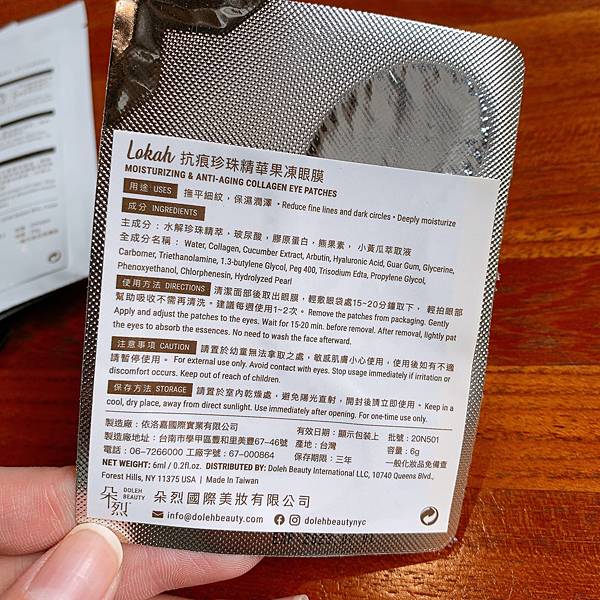 Lokah 抗痕珍珠精華果凍眼膜
MOISTURIZING & ANTI-AGING COLLAGEN EYE PATCHES
用途 USES 撫平細紋，保濕潤澤 • Reduce fine lines and dark circles • Deeply moisturize
成分 INGREDIENTS
主成分：水解珍珠精萃，玻尿酸，膠原蛋白，熊果素，小黃瓜萃取液
全成分名稱：Water, Collagen, Cucumber Extract, Arbutin, Hyaluronic Acid, Guar Gum, Glycerine,
Carbomer, Triethanolamine, 1.3-butylene Glycol, Peg 400, Trisodium Edta, Propylene Glycol,
Phenoxyethanol, Chlorphenesin, Hydrolyzed Pearl
使用方法 DIRECTIONS 清潔面部後取出眼膜，輕敷眼袋處15~20分鐘取下，輕拍眼部
幫助吸收不需再清洗。建議每週使用1~2次。Remove the patches from packaging. Gently
Apply and adjust the patches to the eyes. Wait for 15-20 min. before removal. After removal, lightly pat
the eyes to absorb the essences. No need to wash the face afterward.
注意事項 CAUTION 請置於幼童無法拿取之處，敏感肌膚小心使用，使用後如有不適
請暫停使用。For external use only. Avoid contact with eyes. Stop usage immediately if irritation or
discomfort occurs. Keep out of reach of children.
保存方法 STORAGE 請置於室內乾燥處，避免陽光直射，開封後請立即使用。Keep in a
cool, dry place, away from direct sunlight. Use immediately after opening. For one-time use only.
製造廠：依洛嘉國際實業有限公司 有效日期：顯示包裝上 批號：20N501
製造廠地址：台南市學甲區豐和里美豐67-46號 產地：台灣 容量：6g
電話：06-7266000 工廠字號：67-000864 保存期限：三年 一般化妝品免備查
NET WEIGHT: 6ml / 0.2fl.oz. DISTRIBUTED BY: Doleh Beauty International LLC, 10740 Queens Blvd.,
Forest Hills, NY 11375 USA | Made In Taiwan
朵烈 DOLEH BEAUTY 朵烈國際美妝有限公司
info@dolehbeauty.com dolehbeautynyc